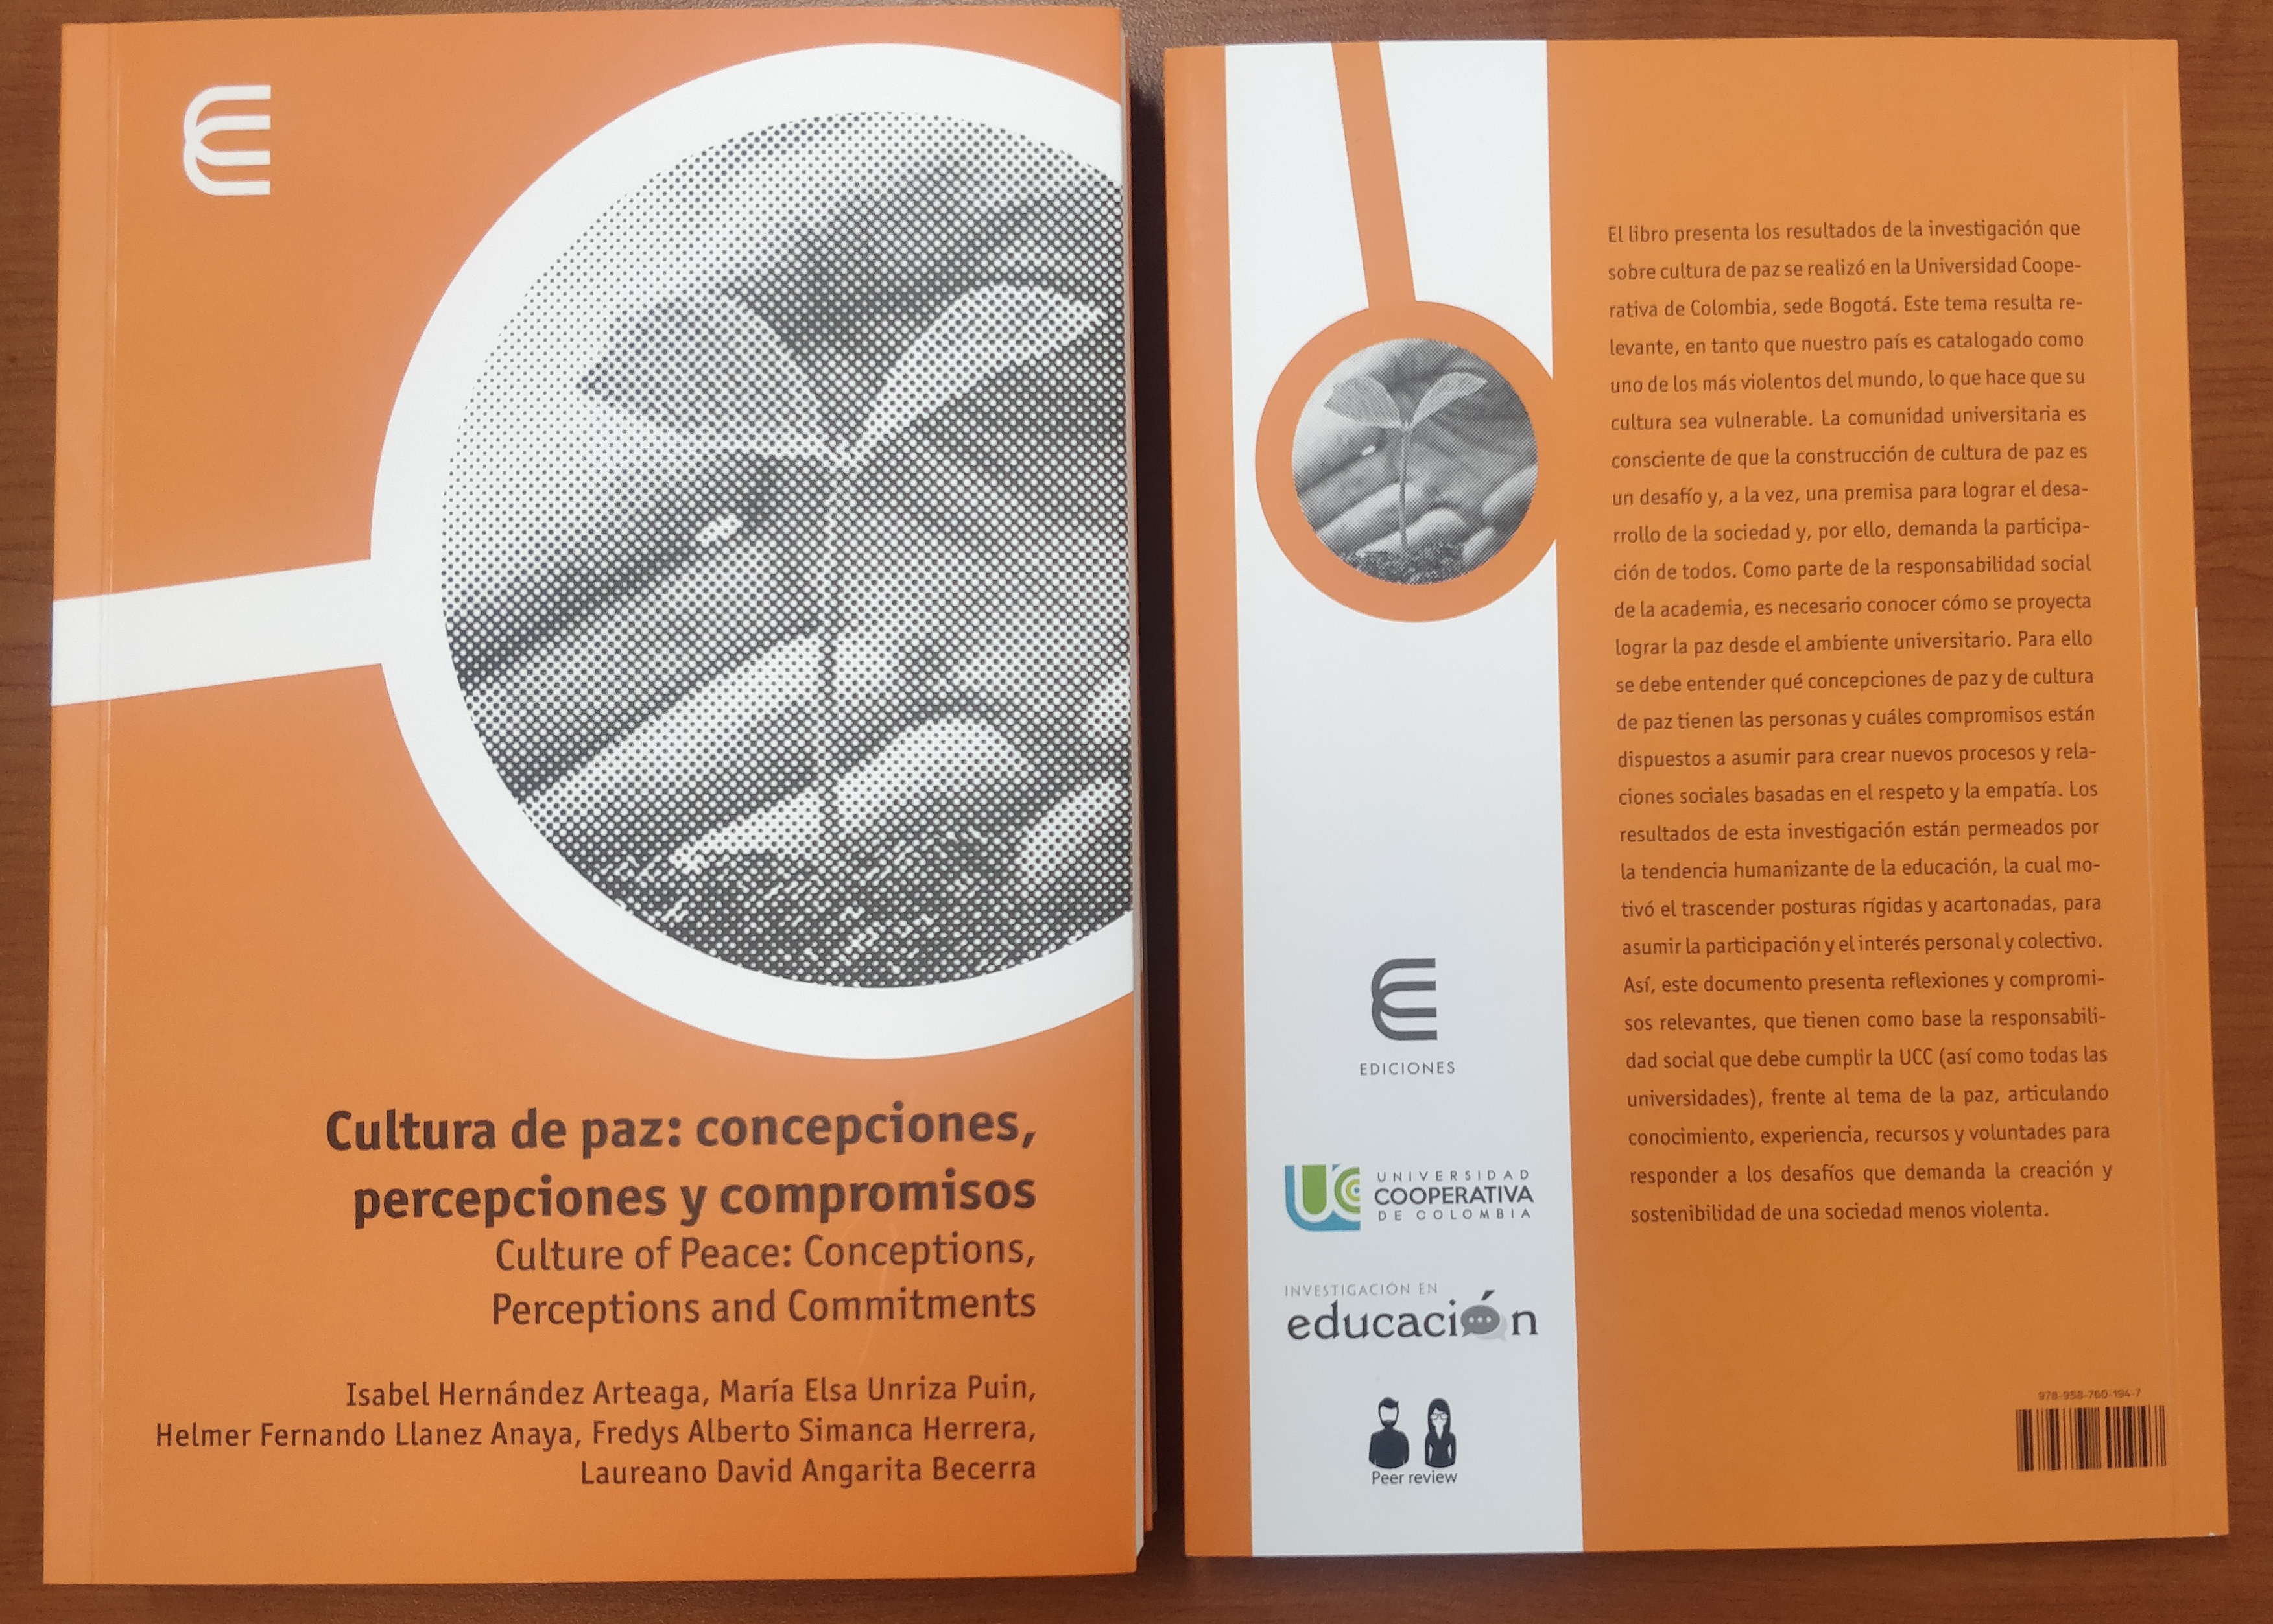 Cultura de paz: concepciones,
percepciones y compromisos
Culture of Peace: Conceptions,
Perceptions and Commitments
Isabel Hernández Arteaga, María Elsa Unriza Puin,
Helmer Fernando Llanez Anaya, Fredys Alberto Simanca Herrera,
Laureano David Angarita Becerra
El libro presenta los resultados de la investigación que
sobre cultura de paz se realizó en la Universidad Coope-
rativa de Colombia, sede Bogotá. Este tema resulta re-
levante, en tanto que nuestro país es catalogado como
uno de los más violentos del mundo, lo que hace que su
cultura sea vulnerable. La comunidad universitaria es
consciente de que la construcción de cultura de paz es
un desafío y, a la vez, una premisa para lograr el desa-
rrollo de la sociedad y, por ello, demanda la participa-
ción de todos. Como parte de la responsabilidad social
de la academia, es necesario conocer cómo se proyecta
lograr la paz desde el ambiente universitario. Para ello
se debe entender qué concepciones de paz y de cultura
de paz tienen las personas y cuáles compromisos están
dispuestos a asumir para crear nuevos procesos y rela-
ciones sociales basadas en el respeto y la empatía. Los
resultados de esta investigación están permeados por
la tendencia humanizante de la educación, la cual mo-
tivó el trascender posturas rígidas y acartonadas, para
asumir la participación y el interés personal y colectivo.
Así, este documento presenta reflexiones y compromi-
sos relevantes, que tienen como base la responsabili-
dad social que debe cumplir la UCC (así como todas las
universidades), frente al tema de la paz, articulando
conocimiento, experiencia, recursos y voluntades para
responder a los desafíos que demanda la creación y
sostenibilidad de una sociedad menos violenta.
EDICIONES
UNIVERSIDAD
COOPERATIVA
DE COLOMBIA
INVESTIGACIÓN EN
educación
Peer review
978-958-760-194-7